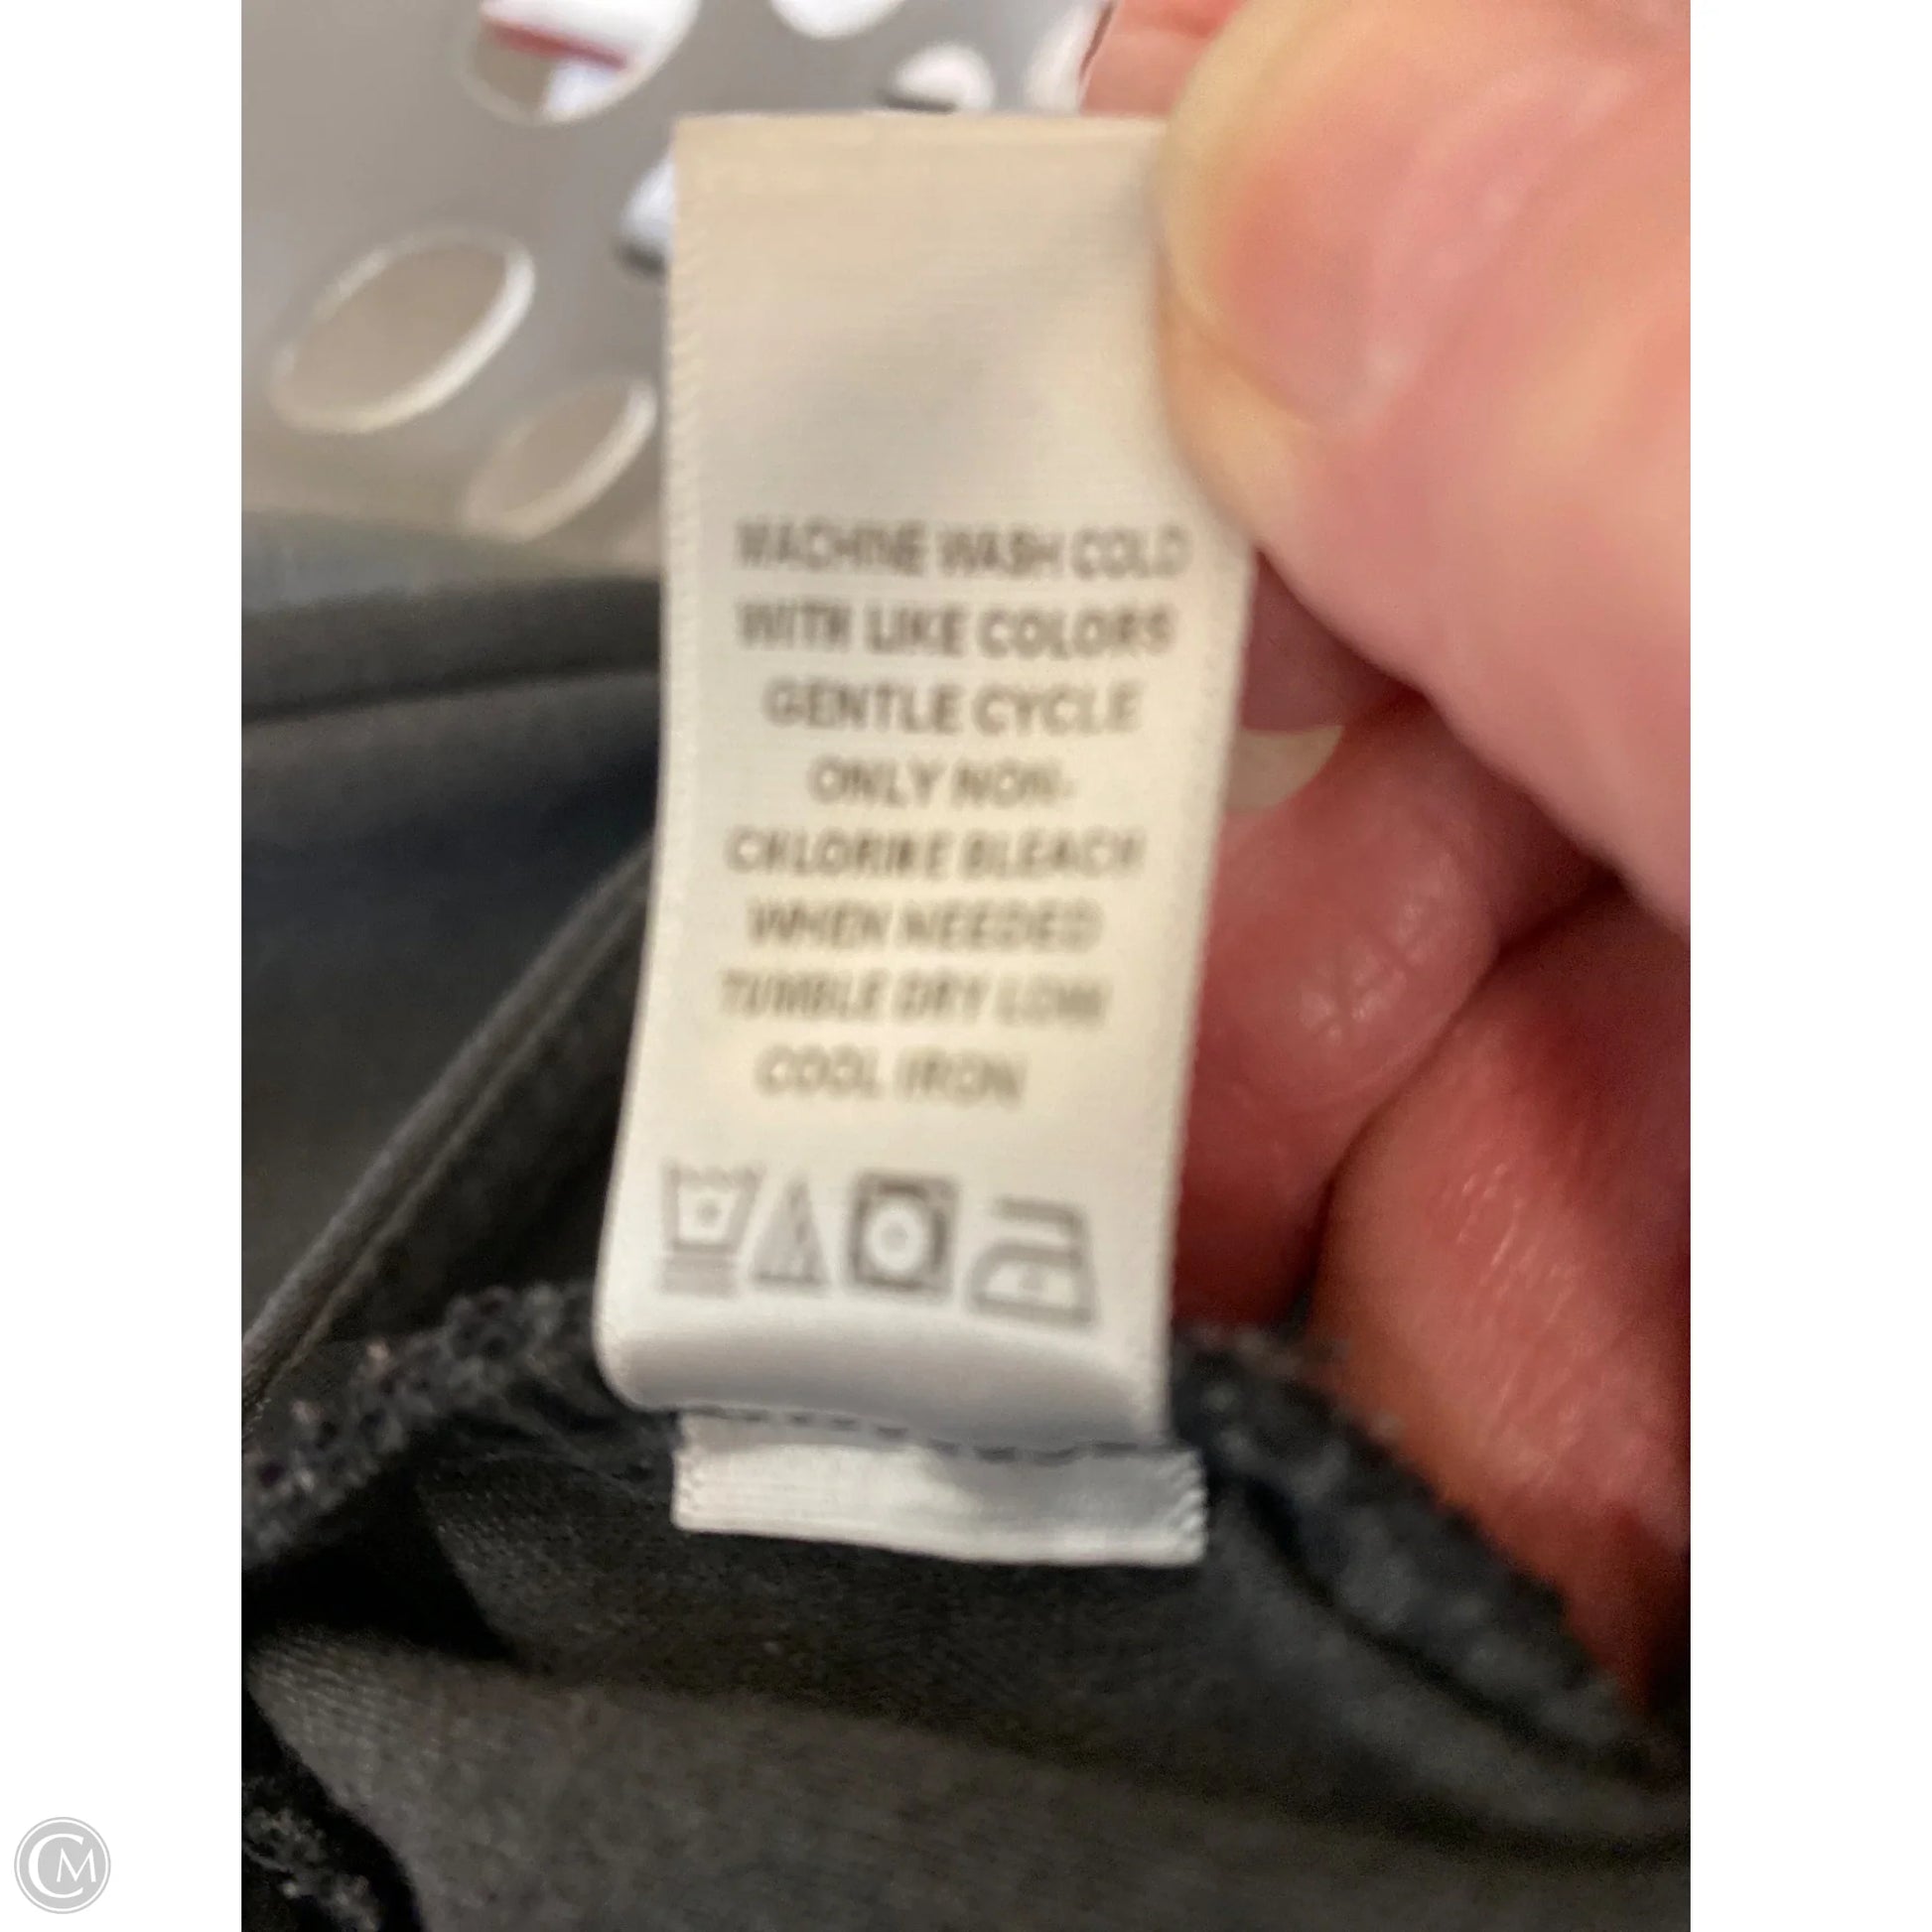 MACHINE WASH COLD
WITH LIKE COLORS
GENTLE CYCLE
ONLY NON-
CHLORINE BLEACH
WHEN NEEDED
TUMBLE DRY LOW
COOL IRON
CM